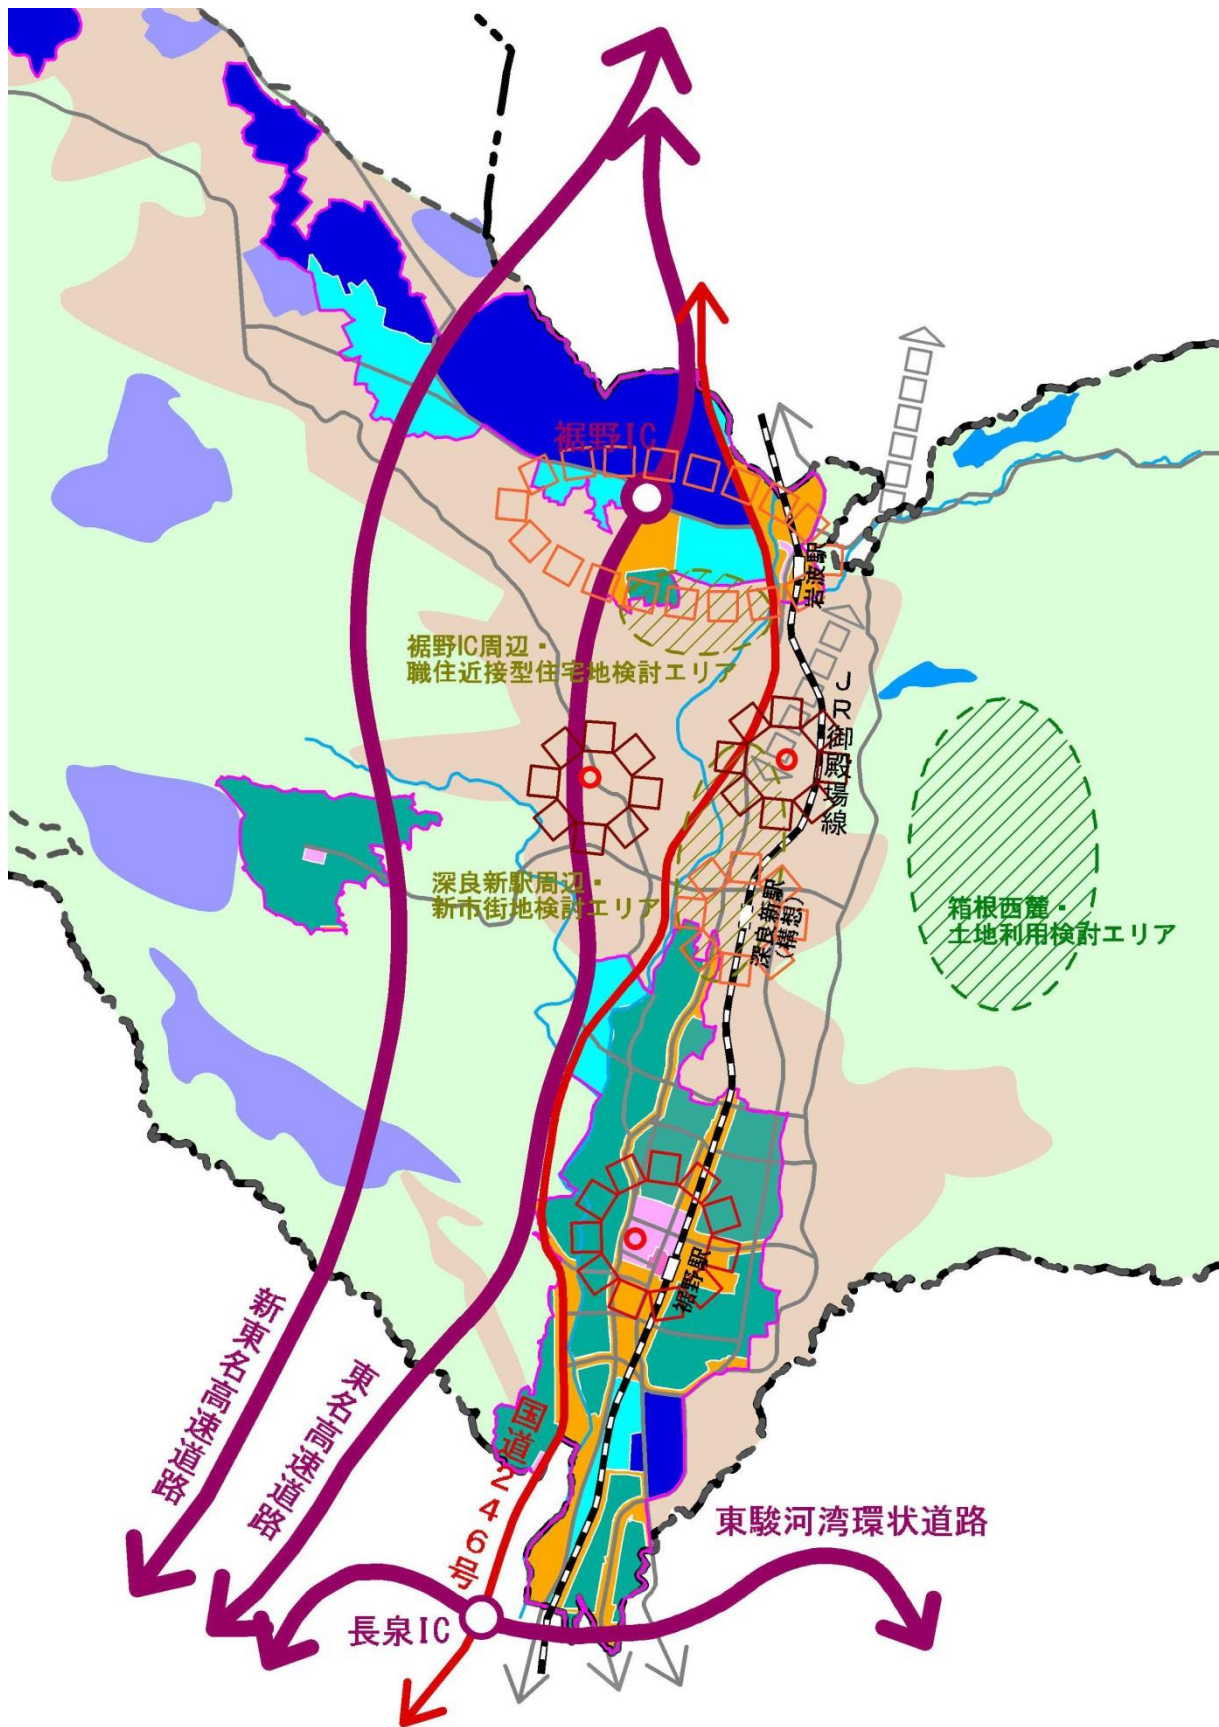 裾野IC
岩波駅
裾野IC周辺・
職住近接型住宅地検討エリア
JR御殿場線
深良新駅周辺・
新市街地検討エリア
深良新駅
(構想)
箱根西麓・
土地利用検討エリア
裾野駅
新東名高速道路
東名高速道路
国道246号
東駿河湾環状道路
長泉IC